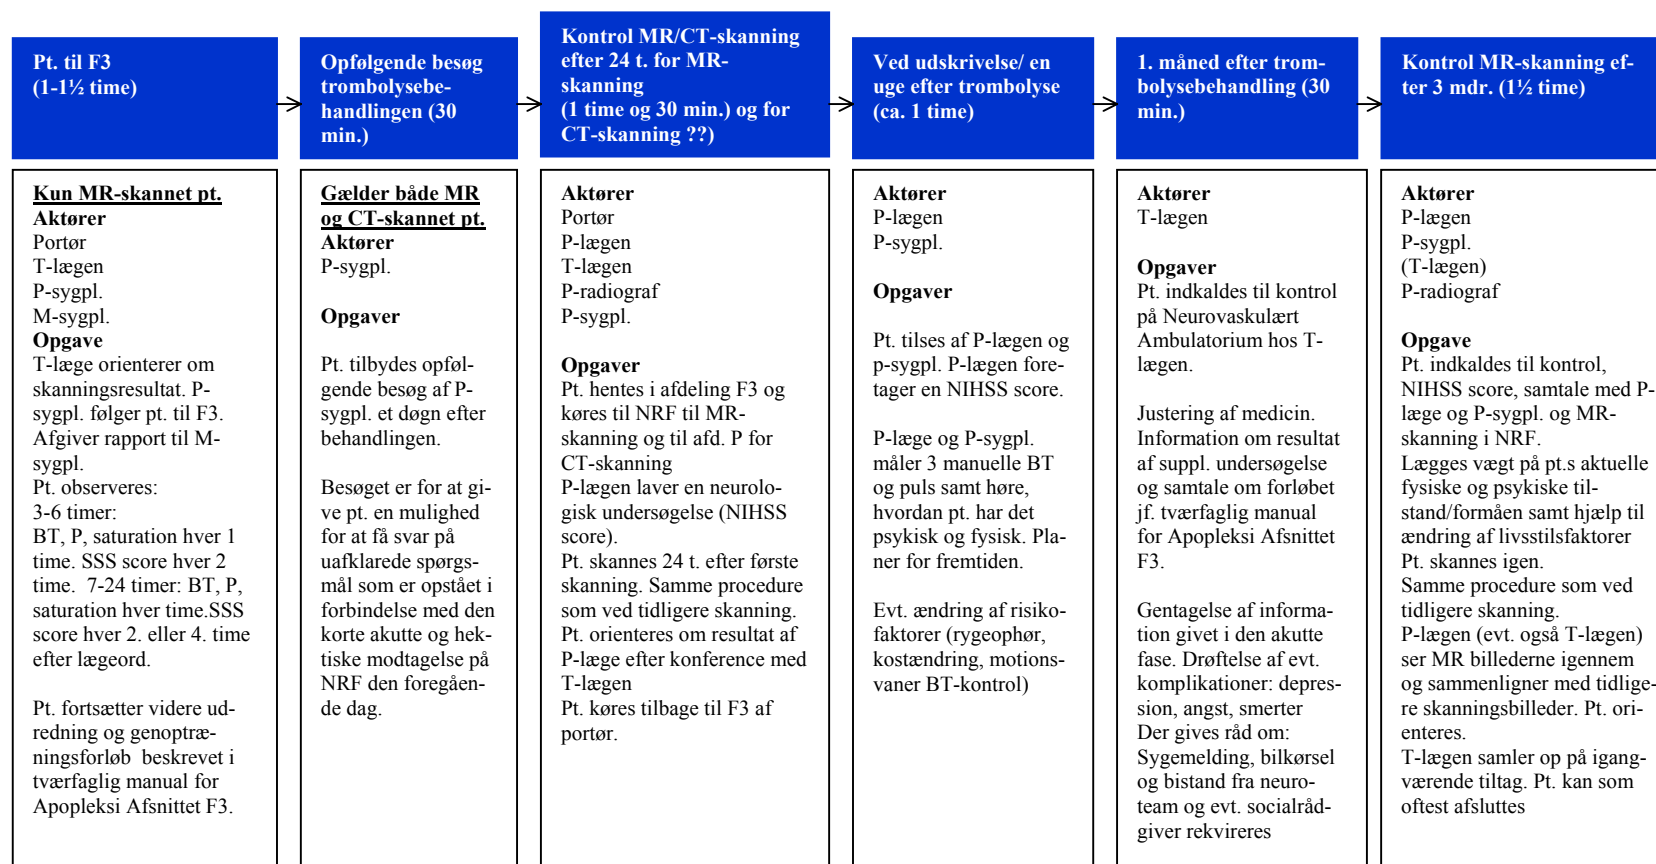 Pt. til F3
(1-1½ time)
Opfølgende besøg
trombolysebe-
handlingen (30
min.)
Kontrol MR/CT-skanning
efter 24 t. for MR-
skanning
(1 time og 30 min.) og for
CT-skanning ??)
Ved udskrivelse/ en
uge efter trombolyse
(ca. 1 time)
1. måned efter trom-
bolysebehandling (30
min.)
Kontrol MR-skanning ef-
ter 3 mdr. (1½ time)
Kun MR-skannet pt.
Aktører
Portør
T-lægen
P-sygpl.
M-sygpl.
Opgave
T-læge orienterer om
skanningsresultat. P-
sygpl. følger pt. til F3.
Afgiver rapport til M-
sygpl.
Pt. observeres:
3-6 timer:
BT, P, saturation hver 1
time. SSS score hver 2
time.  7-24 timer: BT, P,
saturation hver time.SSS
score hver 2. eller 4. time
efter lægeord.
Pt. fortsætter videre ud-
redning og genoptræ-
ningsforløb  beskrevet i
tværfaglig manual for
Apopleksi Afsnittet F3.
Gælder både MR
og CT-skannet pt.
Aktører
P-sygpl.
Opgaver
Pt. tilbydes opføl-
gende besøg af P-
sygpl. et døgn efter
behandlingen.
Besøget er for at gi-
ve pt. en mulighed
for at få svar på
uafklarede spørgs-
mål som er opstået i
forbindelse med den
korte akutte og hek-
tiske modtagelse på
NRF den foregåen-
de dag.
Aktører
Portør
P-lægen
T-lægen
P-radiograf
P-sygpl.
Opgaver
Pt. hentes i afdeling F3 og
køres til NRF til MR-
skanning og til afd. P for
CT-skanning
P-lægen laver en neurolo-
gisk undersøgelse (NIHSS
score).
Pt. skannes 24 t. efter første
skanning. Samme procedure
som ved tidligere skanning.
Pt. orienteres om resultat af
P-læge efter konference med
T-lægen
Pt. køres tilbage til F3 af
portør.
Aktører
P-lægen
P-sygpl.
Opgaver
Pt. tilses af P-lægen og
p-sygpl. P-lægen fore-
tager en NIHSS score.
P-læge og P-sygpl.
måler 3 manuelle BT
og puls samt høre,
hvordan pt. har det
psykisk og fysisk. Pla-
ner for fremtiden.
Evt. ændring af risiko-
faktorer (rygeophør,
kostændring, motions-
vaner BT-kontrol)
Aktører
T-lægen
Opgaver
Pt. indkaldes til kontrol
på Neurovaskulært
Ambulatorium hos T-
lægen.
Justering af medicin.
Information om resultat
af suppl. undersøgelse
og samtale om forløbet
jf. tværfaglig manual
for Apopleksi Afsnittet
F3.
Gentagelse af informa-
tion givet i den akutte
fase. Drøftelse af evt.
komplikationer: depres-
sion, angst, smerter
Der gives råd om:
Sygemelding, bilkørsel
og bistand fra neuro-
team og evt. socialråd-
giver rekvireres
Aktører
P-lægen
P-sygpl.
(T-lægen)
P-radiograf
Opgave
Pt. indkaldes til kontrol,
NIHSS score, samtale med P-
læge og P-sygpl. og MR-
skanning i NRF.
Lægges vægt på pt.s aktuelle
fysiske og psykiske til-
stand/formåen samt hjælp til
ændring af livsstilsfaktorer
Pt. skannes igen.
Samme procedure som ved
tidligere skanning.
P-lægen (evt. også T-lægen)
ser MR billederne igennem
og sammenligner med tidlige-
re skanningsbilleder. Pt. ori-
enteres.
T-lægen samler op på igang-
værende tiltag. Pt. kan som
oftest afsluttes